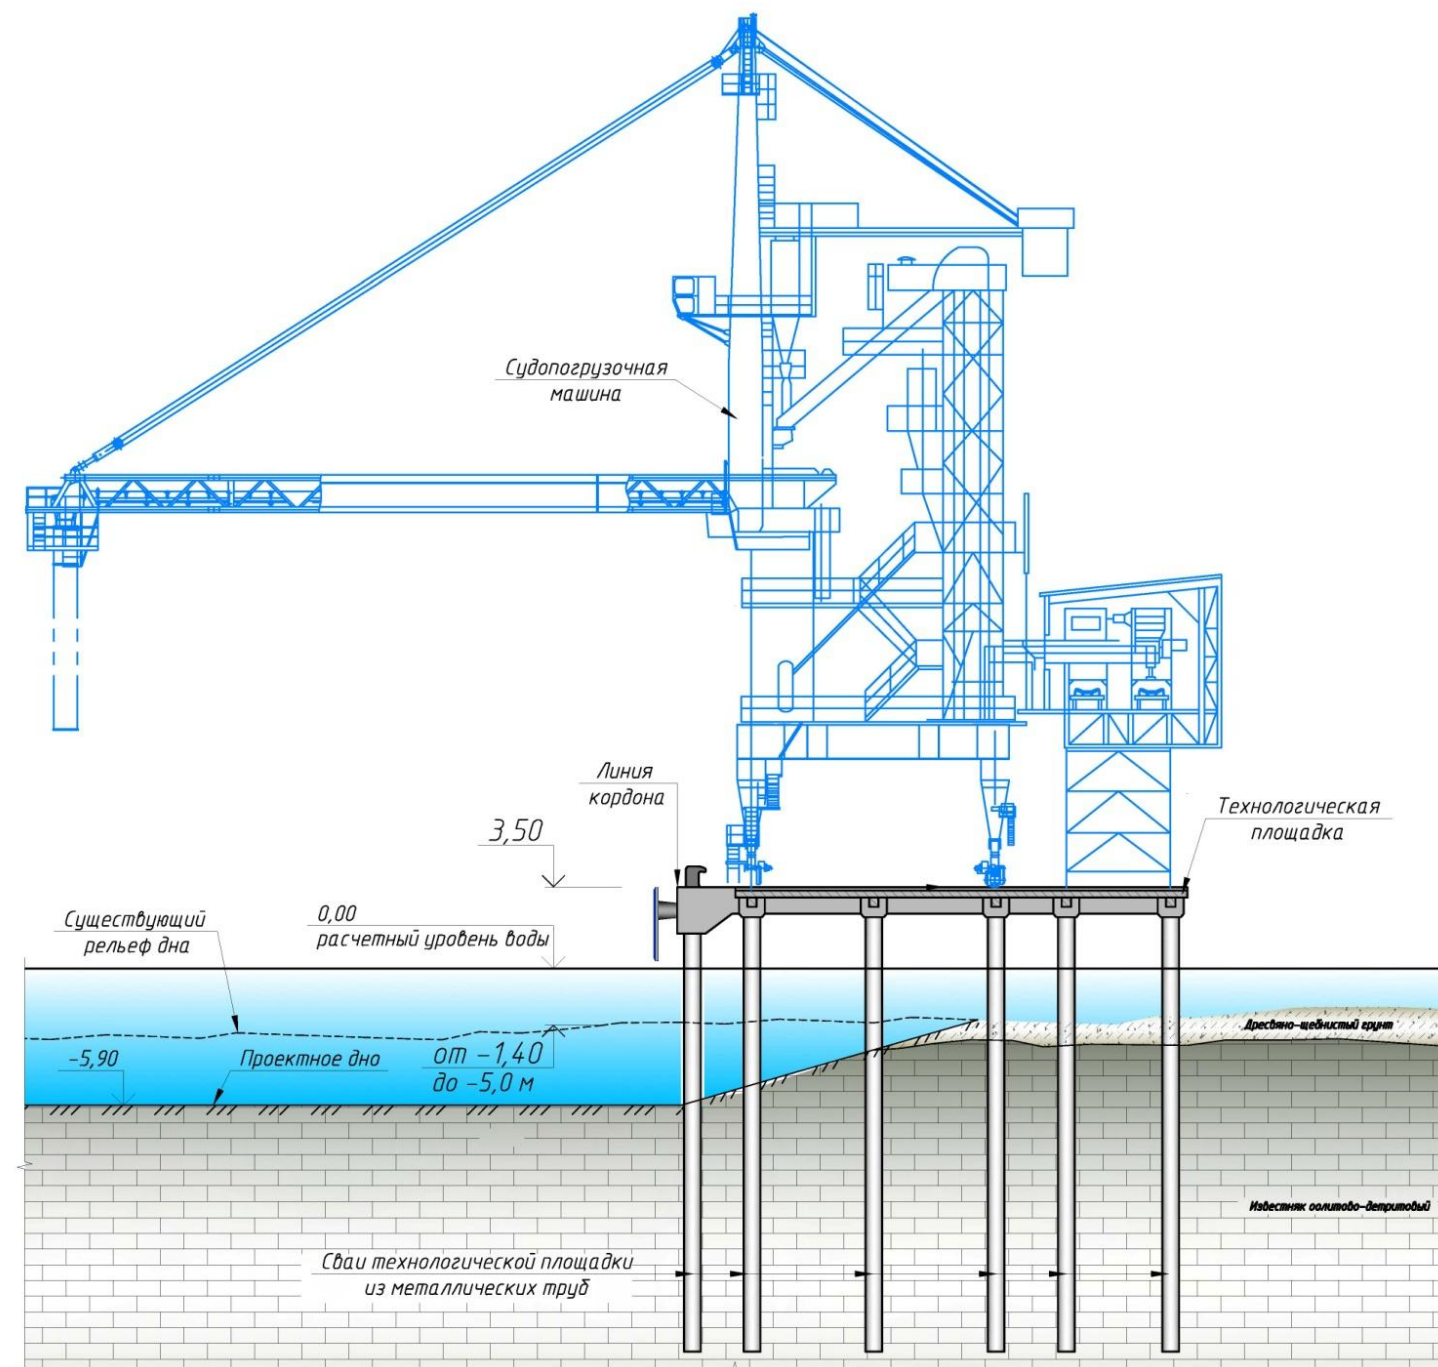 Судопогрузочная
машина
Линия
кордона
3,50
Технологическая
площадка
Существующий
рельеф дна
0,00
расчетный уровень воды
Дресвяно-щебнистый грунт
-5,90
Проектное дно
от -1,40
до -5,0 м
Известняк оолитово-детритовый
Сваи технологической площадки
из металлических труб